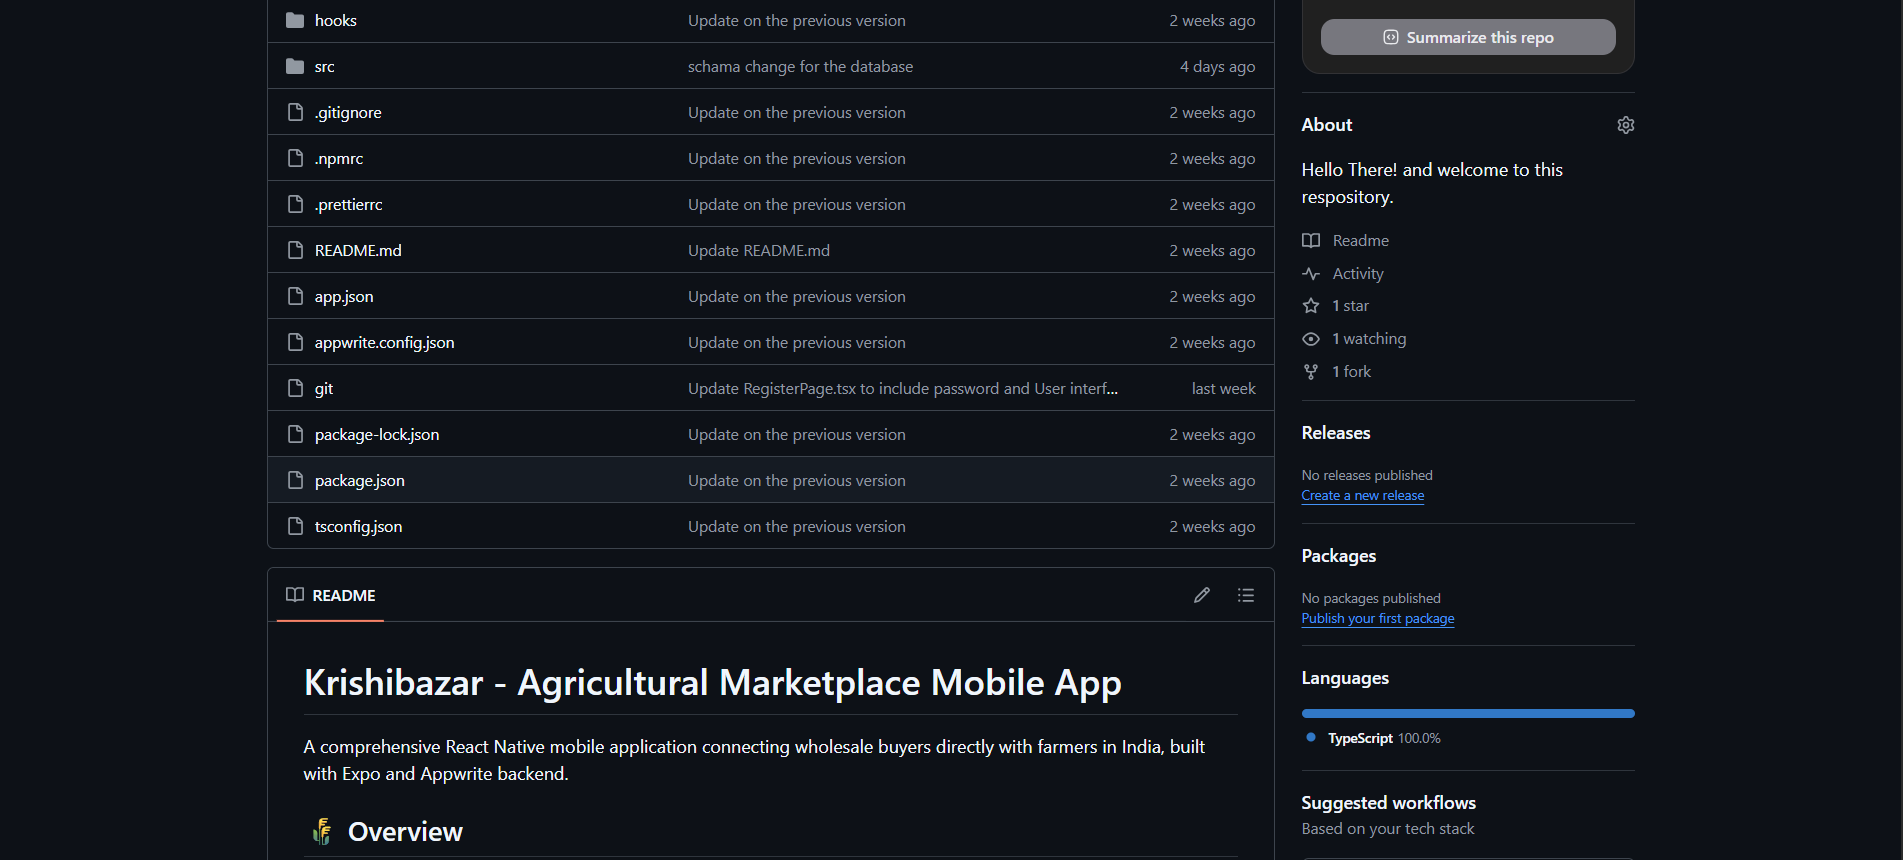 hooks Update on the previous version 2 weeks ago
src schama change for the database 4 days ago
.gitignore Update on the previous version 2 weeks ago
.npmrc Update on the previous version 2 weeks ago
.prettierrc Update on the previous version 2 weeks ago
README.md Update README.md 2 weeks ago
app.json Update on the previous version 2 weeks ago
appwrite.config.json Update on the previous version 2 weeks ago
git Update RegisterPage.tsx to include password and User interf... last week
package-lock.json Update on the previous version 2 weeks ago
package.json Update on the previous version 2 weeks ago
tsconfig.json Update on the previous version 2 weeks ago
README
Krishibazar - Agricultural Marketplace Mobile App
A comprehensive React Native mobile application connecting wholesale buyers directly with farmers in India, built
with Expo and Appwrite backend.
Overview
Summarize this repo
About
Hello There! and welcome to this
respository.
Readme
Activity
1 star
1 watching
1 fork
Releases
No releases published
Create a new release
Packages
No packages published
Publish your first package
Languages
TypeScript 100.0%
Suggested workflows
Based on your tech stack